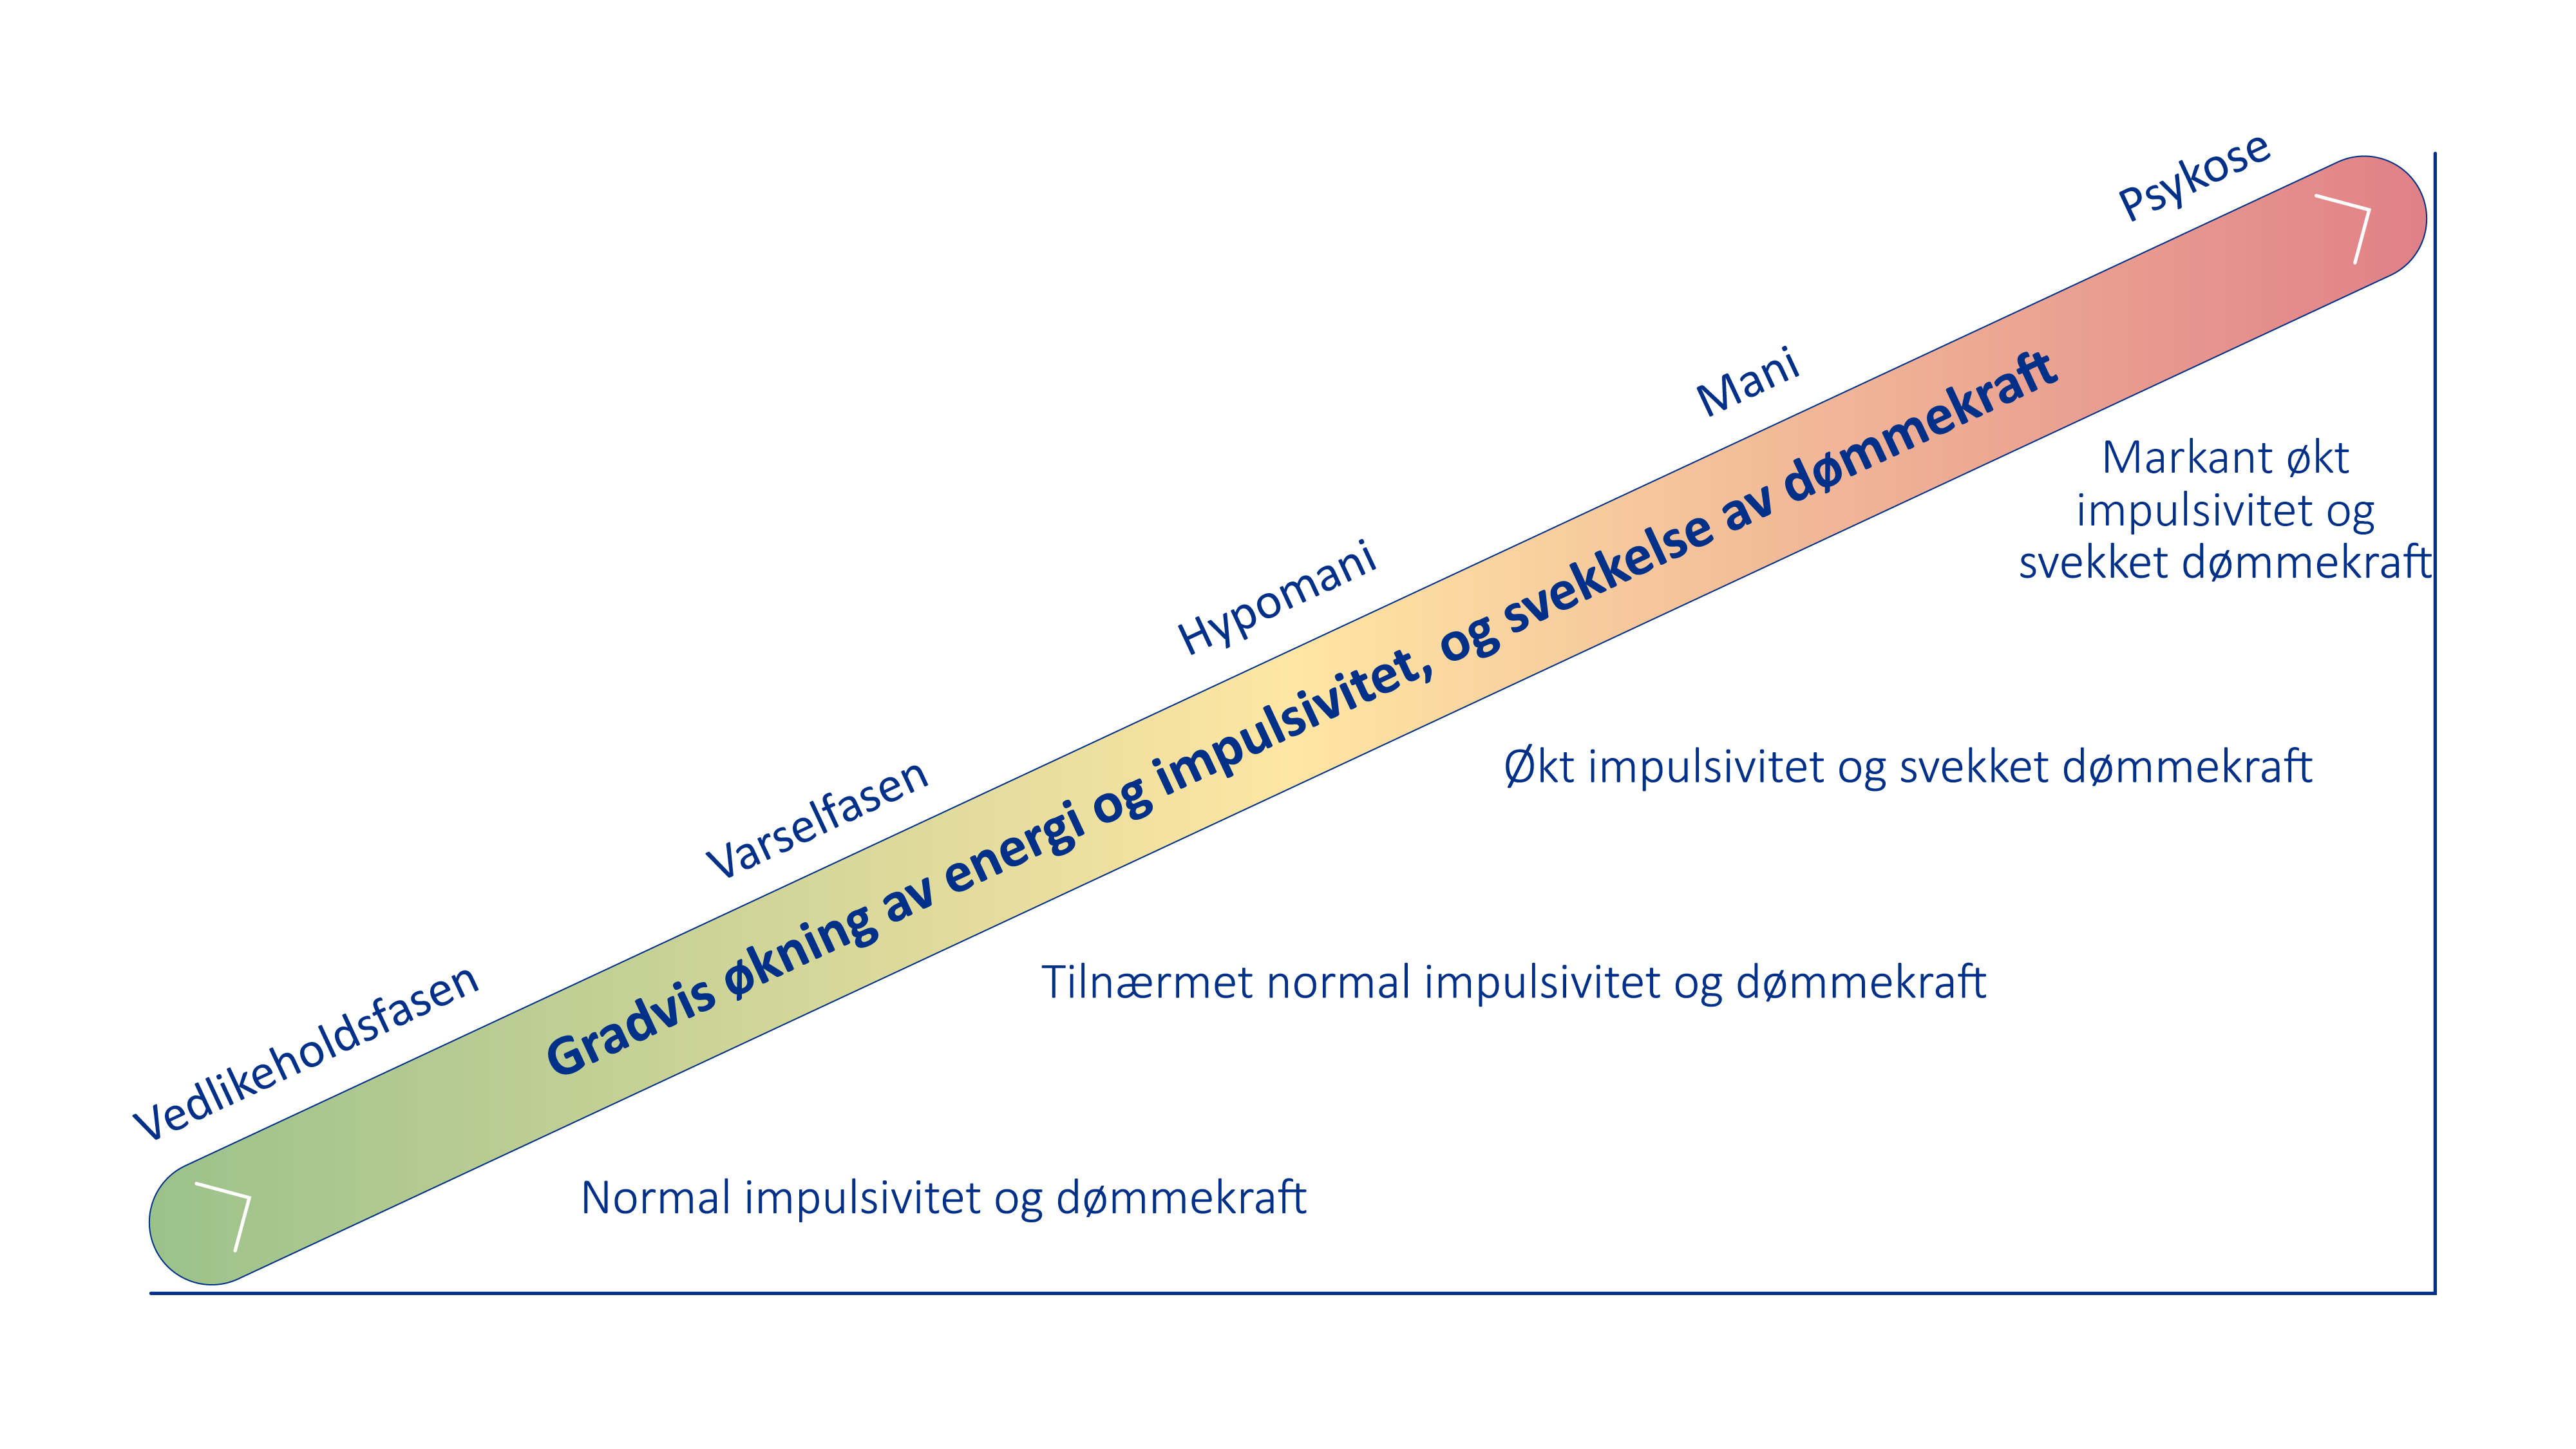 Psykose
Mani
Hypomani
Varselfasen
Vedlikeholdsfasen
Gradvis økning av energi og impulsivitet, og svekkelse av dømmekraft
Markant økt
impulsivitet og
svekket dømmekraft
Økt impulsivitet og svekket dømmekraft
Tilnærmet normal impulsivitet og dømmekraft
Normal impulsivitet og dømmekraft